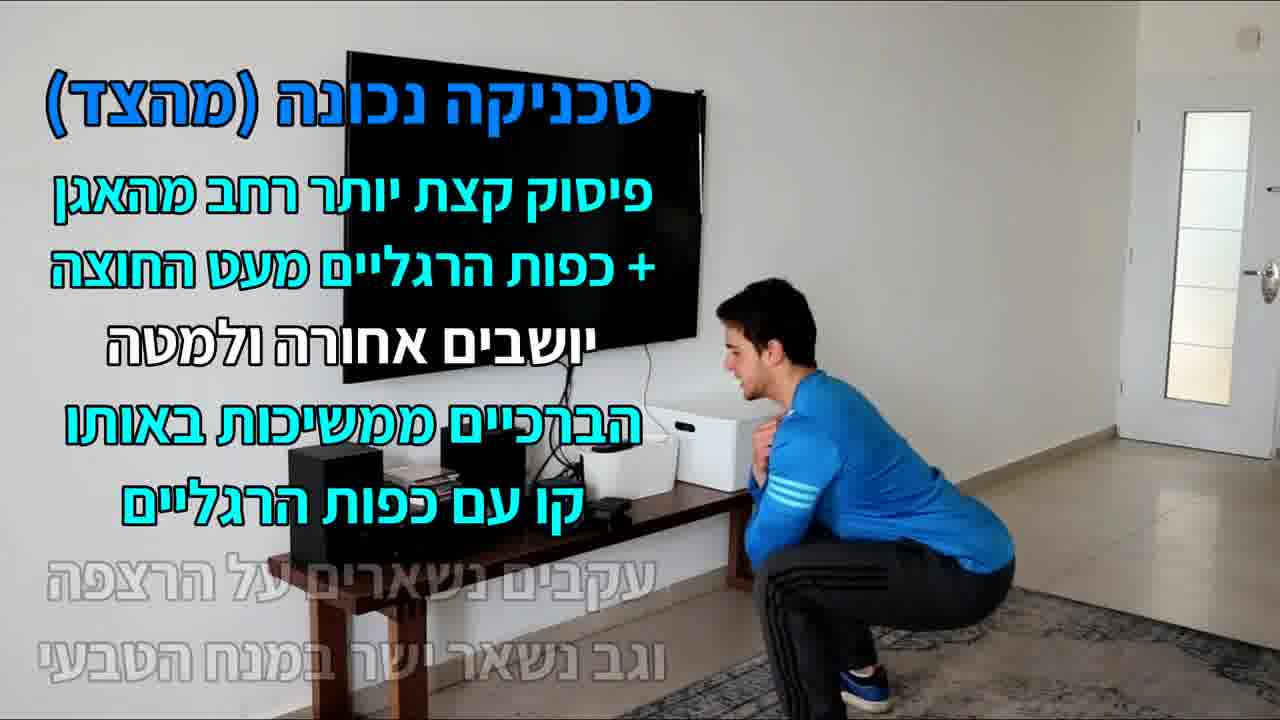 טכניקה נכונה (מהצד)
פיסוק קצת יותר רחב מהאגן
+ כפות הרגליים מעט החוצה
יושבים אחורה ולמטה
הברכיים ממשיכות באותו
קו עם כפות הרגליים
עקבים נשארים על הרצפה
וגב נשאר ישר במנח הטבעי